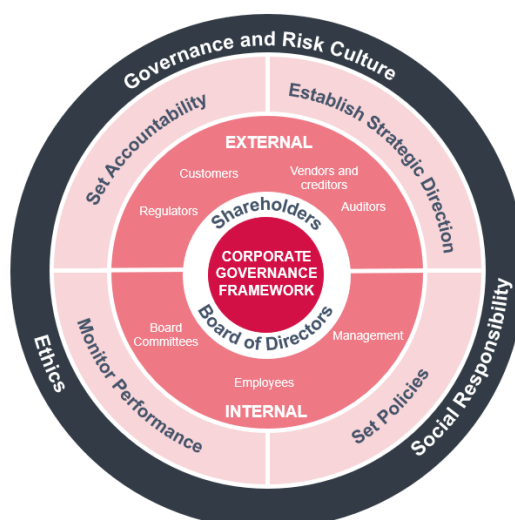 Governance and Risk Culture
Set Accountability
Establish Strategic Direction
EXTERNAL
Customers
Vendors and
creditors
Regulators
Auditors
Shareholders
CORPORATE
GOVERNANCE
FRAMEWORK
Board of Directors
Board
Committees
Management
Employees
INTERNAL
Monitor Performance
Set Policies
Ethics
Social Responsibility